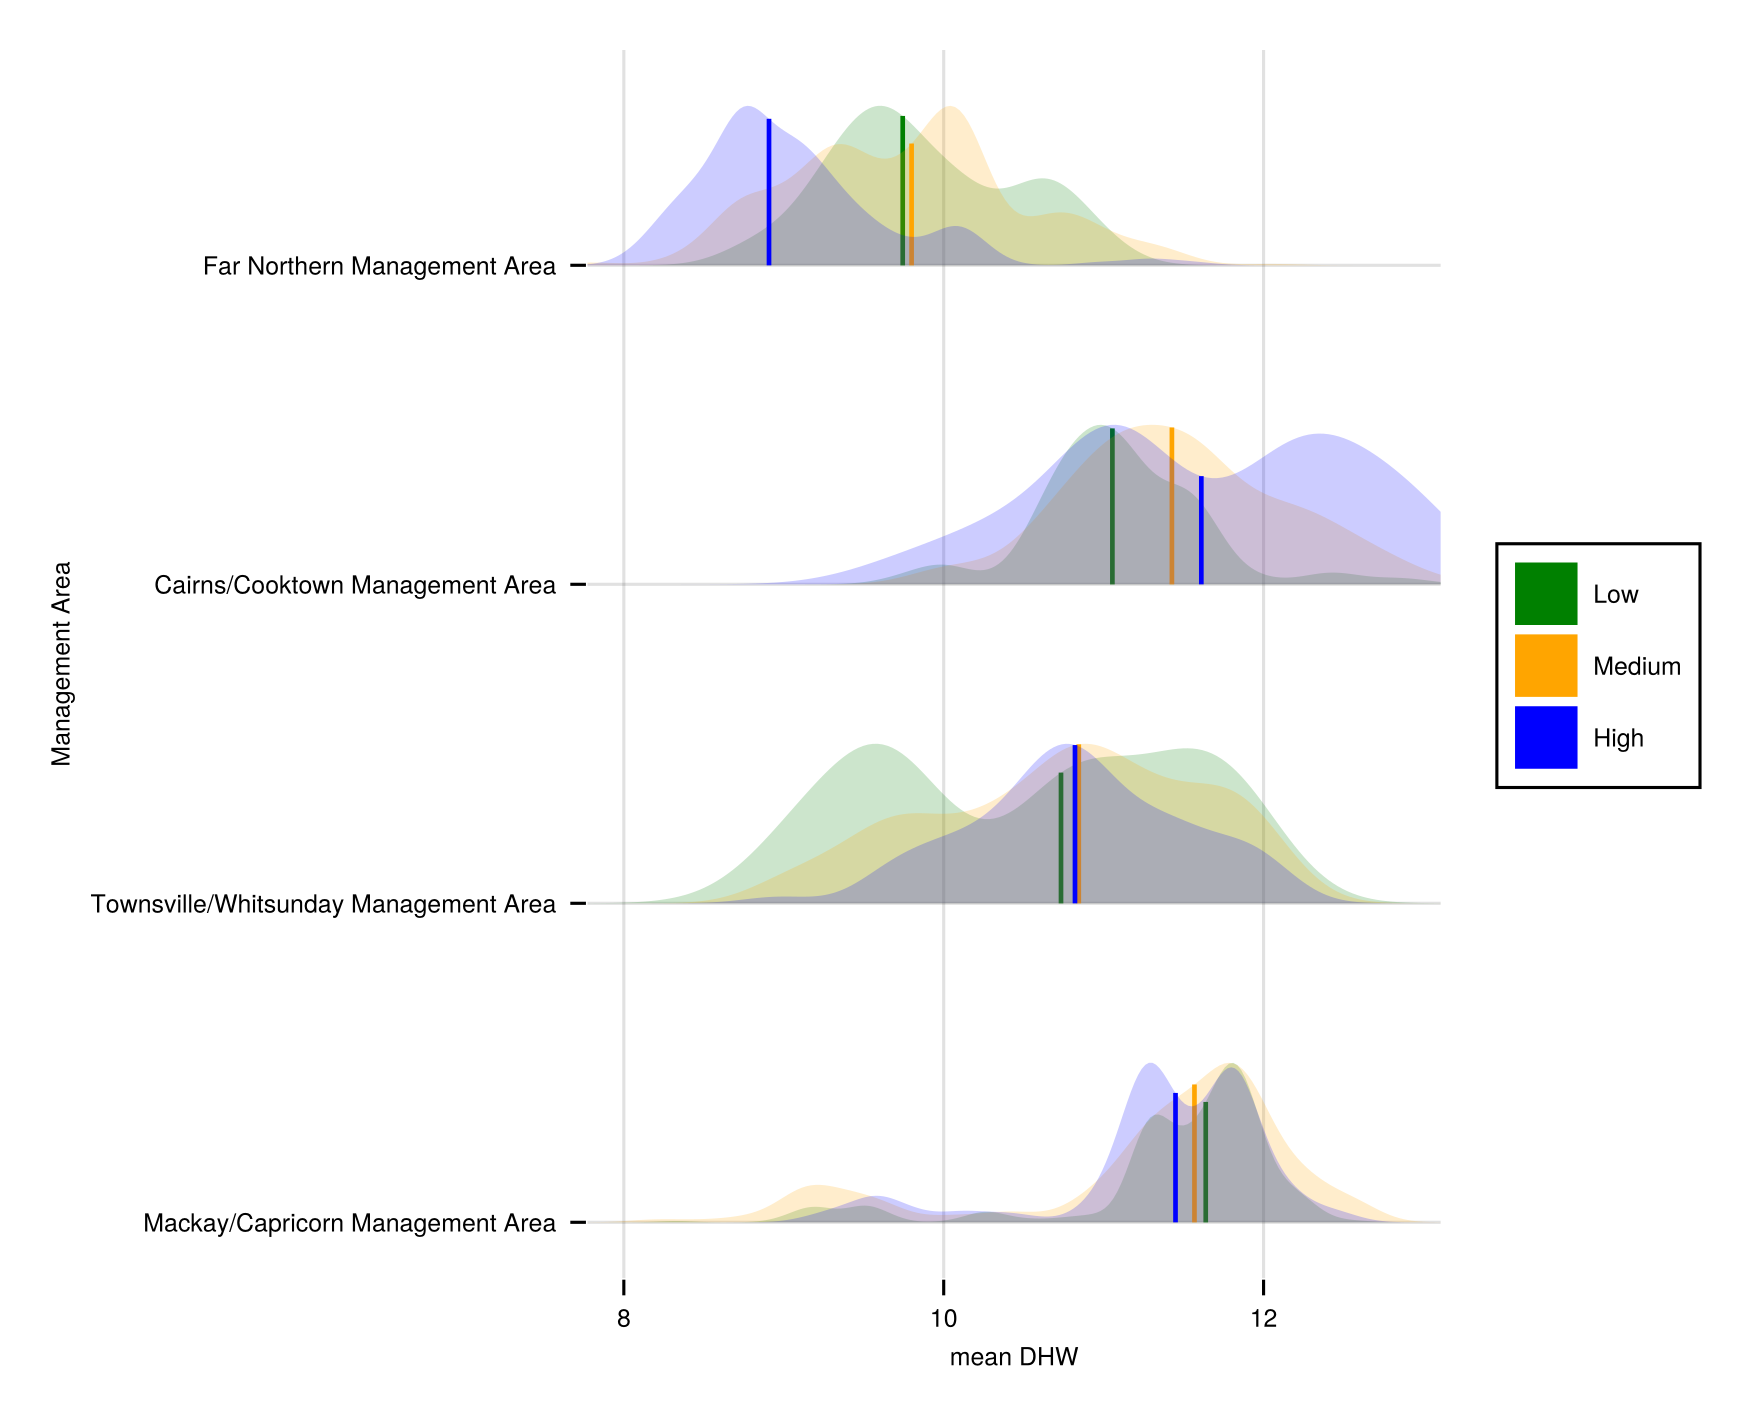 Far Northern Management Area
Cairns/Cooktown Management Area
Townsville/Whitsunday Management Area
Mackay/Capricorn Management Area
Management Area
8 10 12
mean DHW
Low
Medium
High